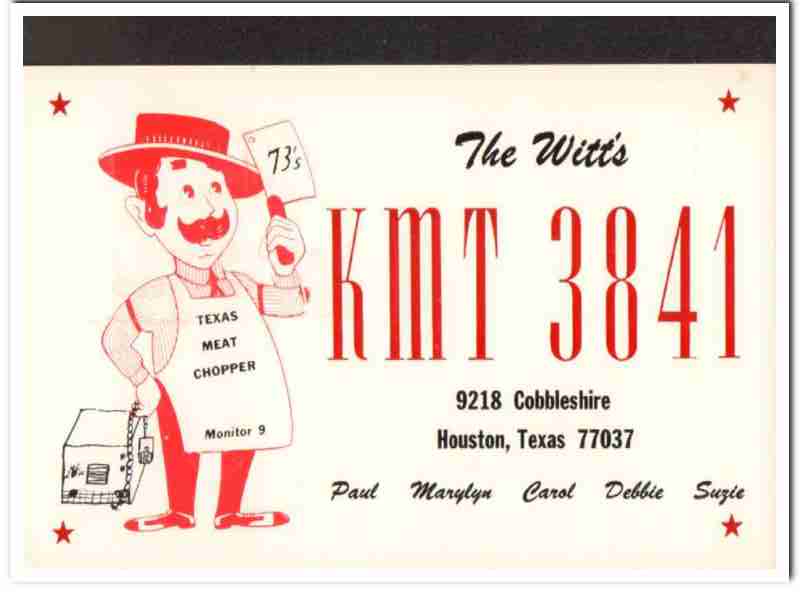 73's
The Witt's
KMT 3841
TEXAS
MEAT
CHOPPER
Monitor 9
9218 Cobbleshire
Houston, Texas 77037
Paul Marylyn Carol Debbie Suzie